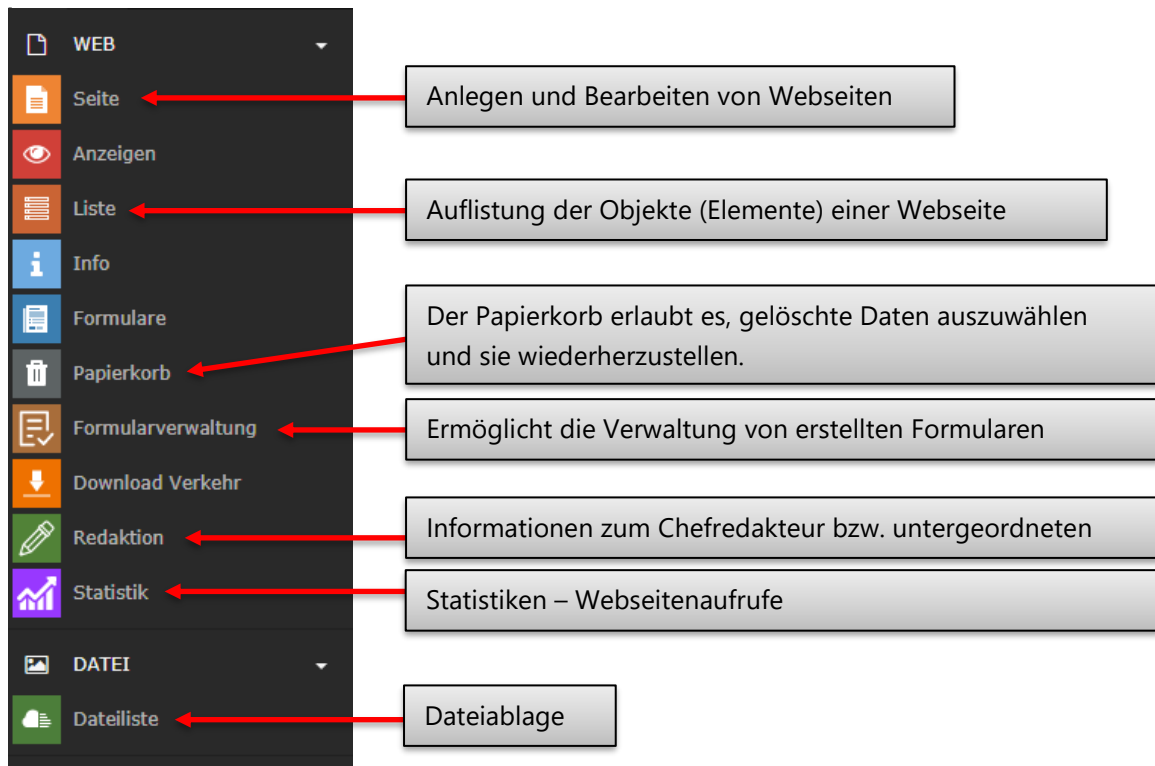 WEB
Seite
Anlegen und Bearbeiten von Webseiten
Anzeigen
Liste
Auflistung der Objekte (Elemente) einer Webseite
Info
Formulare
Der Papierkorb erlaubt es, gelöschte Daten auszuwählen
und sie wiederherzustellen.
Papierkorb
Formularverwaltung
Ermöglicht die Verwaltung von erstellten Formularen
Download Verkehr
Redaktion
Informationen zum Chefredakteur bzw. untergeordneten
Statistik
Statistiken – Webseitenaufrufe
DATEI
Dateiliste
Dateiablage